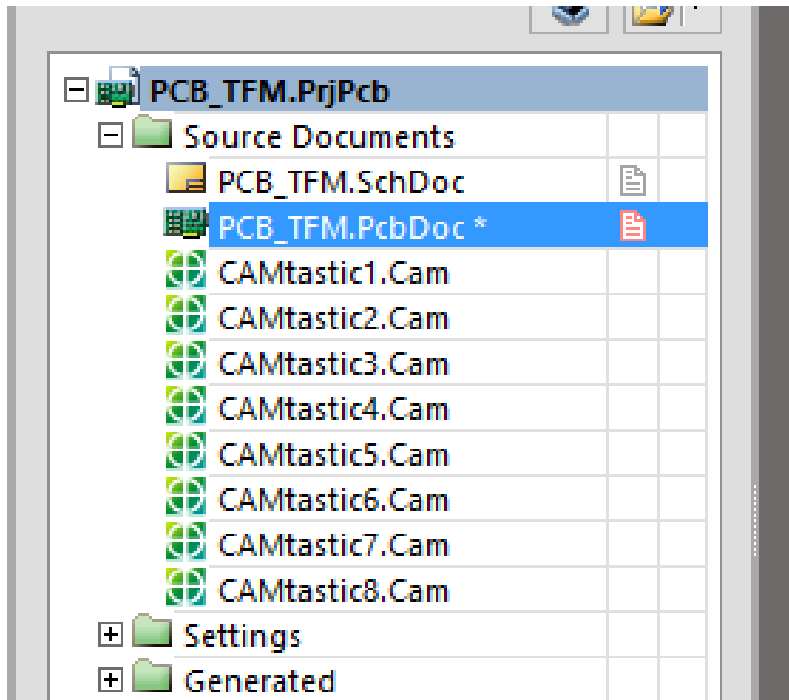 PCB_TFM.PrjPcb
Source Documents
PCB_TFM.SchDoc
PCB_TFM.PcbDoc *
CAMtastic1.Cam
CAMtastic2.Cam
CAMtastic3.Cam
CAMtastic4.Cam
CAMtastic5.Cam
CAMtastic6.Cam
CAMtastic7.Cam
CAMtastic8.Cam
Settings
Generated